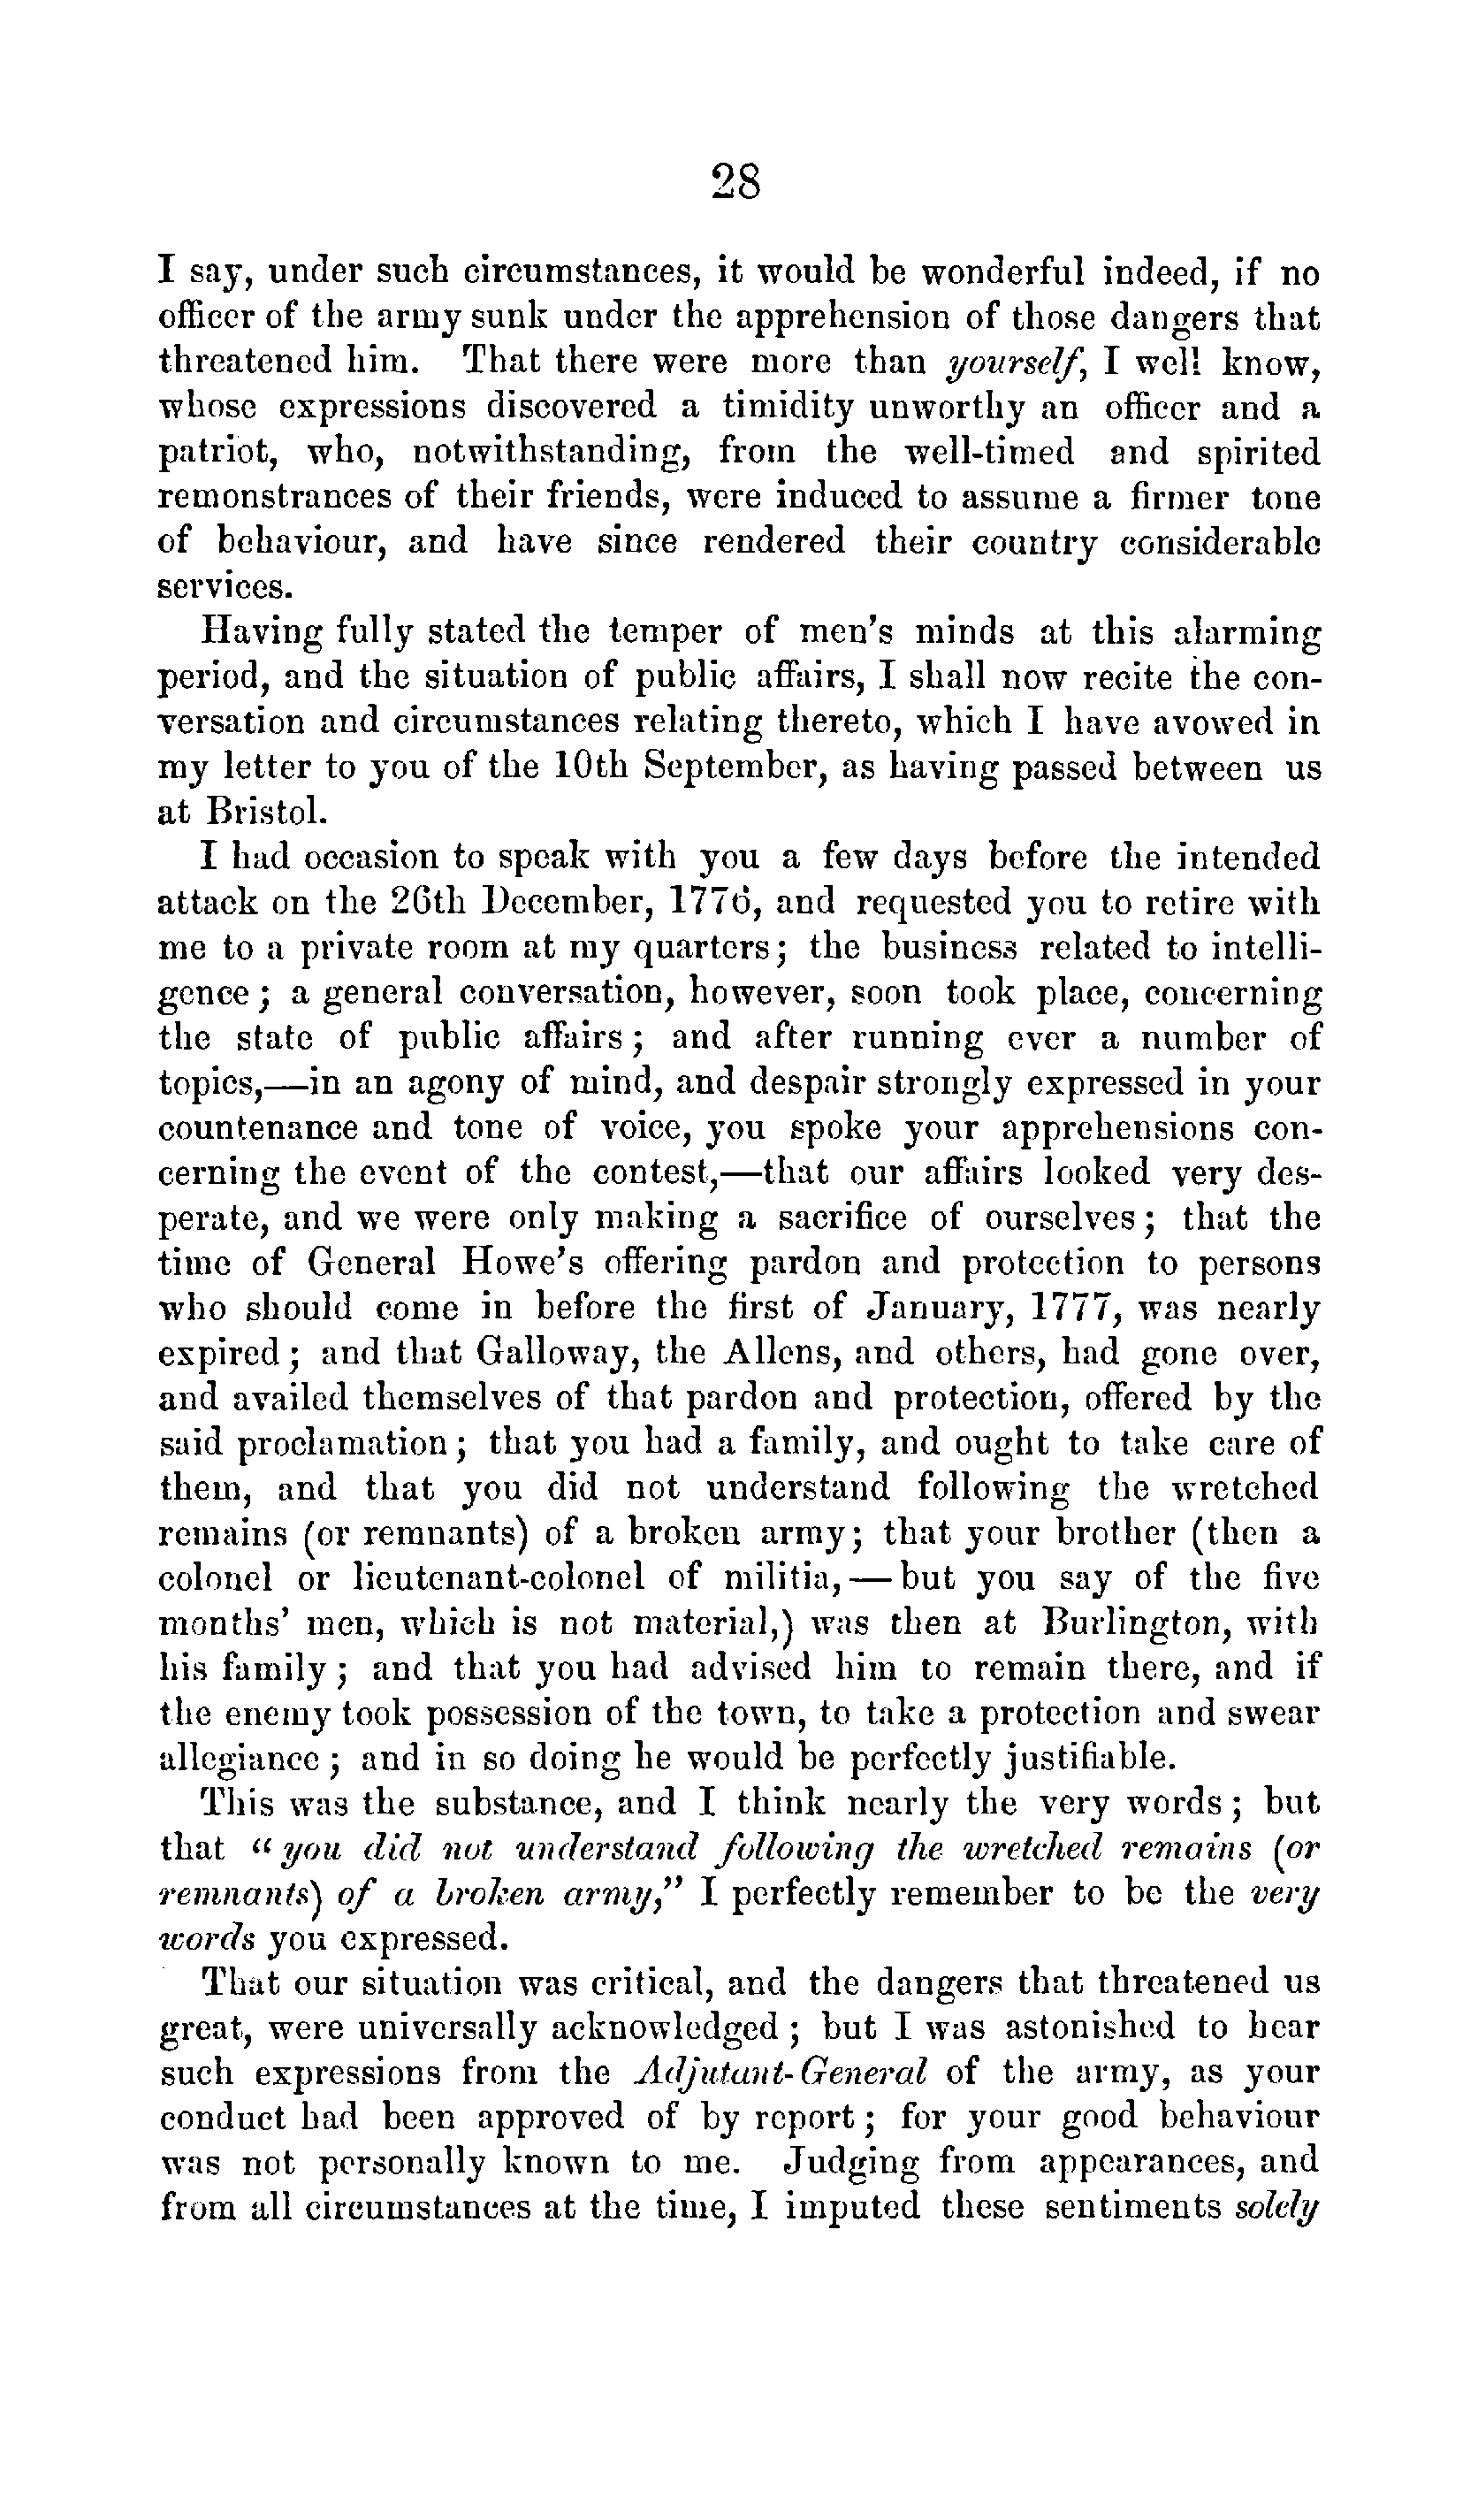 28
I say, under such circumstances, it would be wonderful indeed, if no
officer of the army sunk under the apprehension of those dangers that
threatened him. That there were more than yourself, I well know,
whose expressions discovered a timidity unworthy an officer and a
patriot, who, notwithstanding, from the well-timed and spirited
remonstrances of their friends, were induced to assume a firmer tone
of behaviour, and have since rendered their country considerable
services.
Having fully stated the temper of men's minds at this alarming
period, and the situation of public affairs, I shall now recite the con-
versation and circumstances relating thereto, which I have avowed in
my letter to you of the 10th September, as having passed between us
at Bristol.
I had occasion to speak with you a few days before the intended
attack on the 26th December, 1776, and requested you to retire with
me to a private room at my quarters; the business related to intelli-
gence; a general conversation, however, soon took place, concerning
the state of public affairs; and after running over a number of
topics,—in an agony of mind, and despair strongly expressed in your
countenance and tone of voice, you spoke your apprehensions con-
cerning the event of the contest,—that our affairs looked very des-
perate, and we were only making a sacrifice of ourselves; that the
time of General Howe's offering pardon and protection to persons
who should come in before the first of January, 1777, was nearly
expired; and that Galloway, the Allens, and others, had gone over,
and availed themselves of that pardon and protection, offered by the
said proclamation; that you had a family, and ought to take care of
them, and that you did not understand following the wretched
remains (or remnants) of a broken army; that your brother (then a
colonel or lieutenant-colonel of militia,—but you say of the five
months' men, which is not material,) was then at Burlington, with
his family; and that you had advised him to remain there, and if
the enemy took possession of the town, to take a protection and swear
allegiance; and in so doing he would be perfectly justifiable.
This was the substance, and I think nearly the very words; but
that "you did not understand following the wretched remains (or
remnants) of a broken army," I perfectly remember to be the very
words you expressed.
That our situation was critical, and the dangers that threatened us
great, were universally acknowledged; but I was astonished to hear
such expressions from the Adjutant-General of the army, as your
conduct had been approved of by report; for your good behaviour
was not personally known to me. Judging from appearances, and
from all circumstances at the time, I imputed these sentiments solely